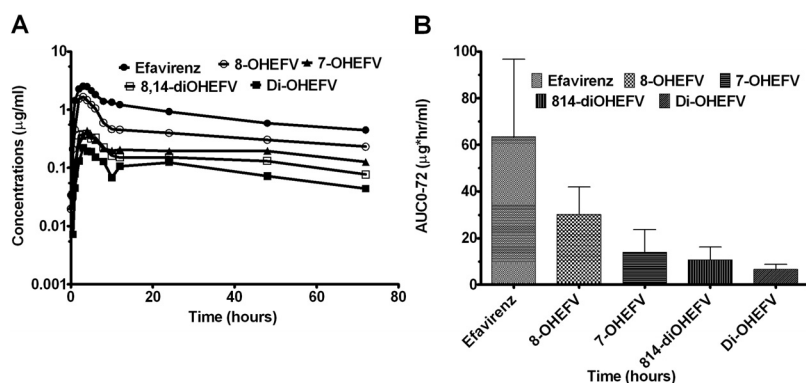 A
Concentrations (μg/ml)
10
1
0.1
0.01
0.001
Efavirenz 8-OHEFV 7-OHEFV
8,14-diOHEFV Di-OHEFV
0 20 40 60 80
Time (hours)
B
AUC0-72 (μg*hr/ml)
100
80
60
40
20
0
Efavirenz 8-OHEFV 7-OHEFV
814-diOHEFV Di-OHEFV
Efavirenz
8-OHEFV
7-OHEFV
814-diOHEFV
Di-OHEFV
Time (hours)